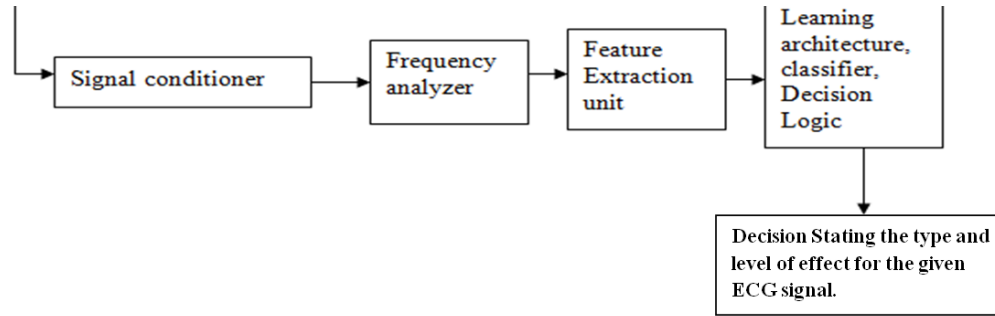 Signal conditioner
Frequency
analyzer
Feature
Extraction
unit
Learning
architecture,
classifier,
Decision
Logic
Decision Stating the type and
level of effect for the given
ECG signal.